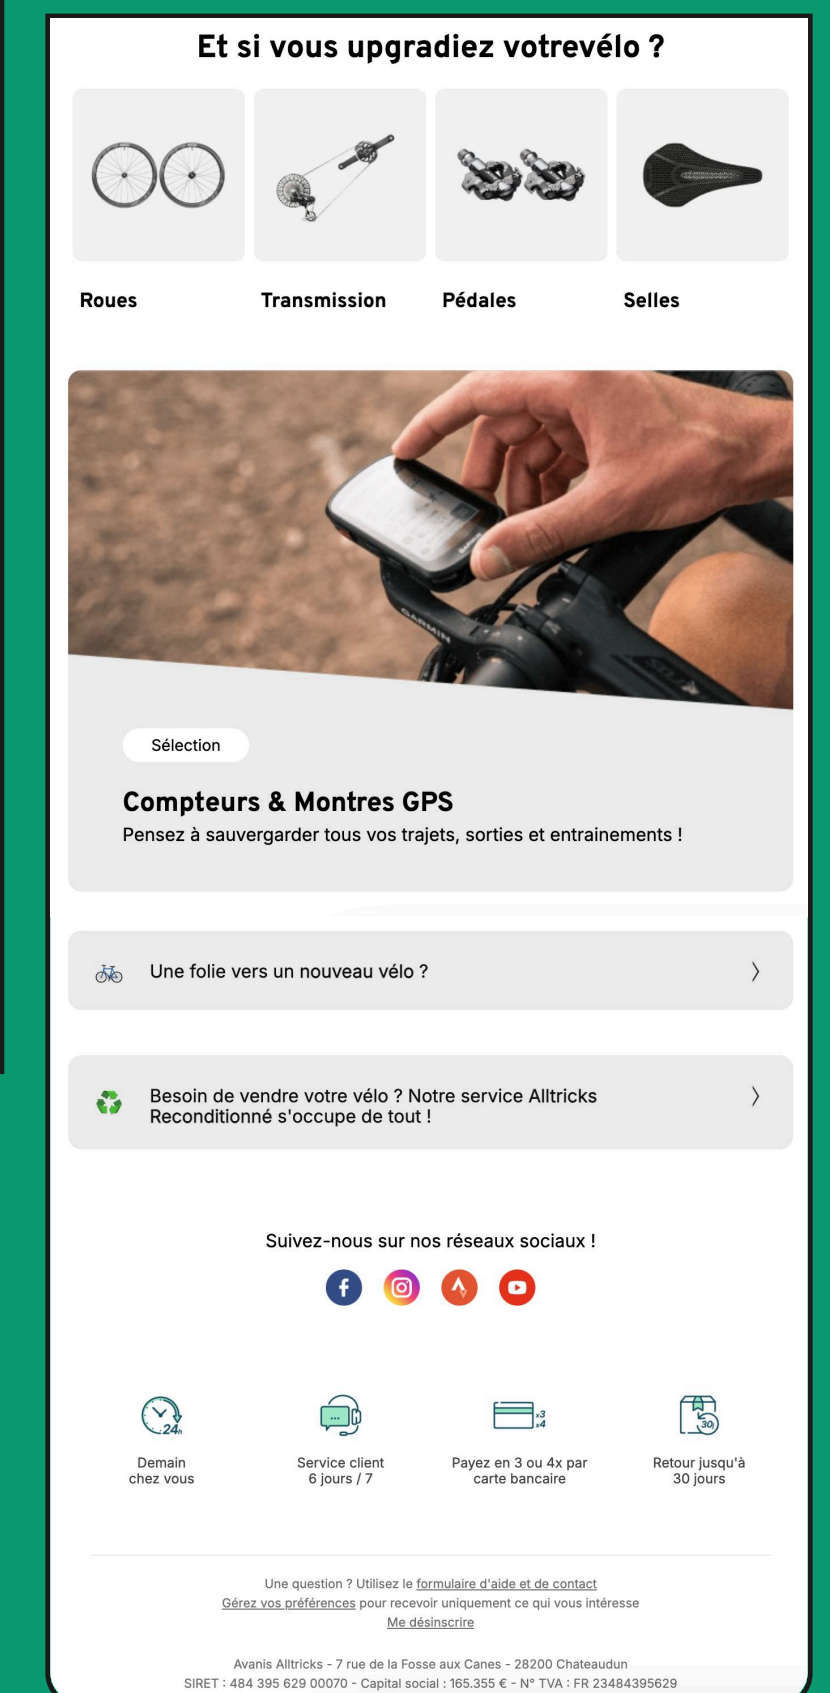 Et si vous upgradiez votrevélo ?
Roues
Transmission
Pédales
Selles
GARMIN
GARMIN
Sélection
Compteurs & Montres GPS
Pensez à sauvergarder tous vos trajets, sorties et entrainements !
Une folie vers un nouveau vélo ?
Besoin de vendre votre vélo ? Notre service Alltricks
Reconditionné s'occupe de tout !
Suivez-nous sur nos réseaux sociaux !
24h
x3
x4
30j
Demain
chez vous
Service client
6 jours / 7
Payez en 3 ou 4x par
carte bancaire
Retour jusqu'à
30 jours
Une question ? Utilisez le formulaire d'aide et de contact
Gérez vos préférences pour recevoir uniquement ce qui vous intéresse
Me désinscrire
Avanis Alltricks - 7 rue de la Fosse aux Canes - 28200 Chateaudun
SIRET : 484 395 629 00070 - Capital social : 165.355 € - N° TVA : FR 23484395629